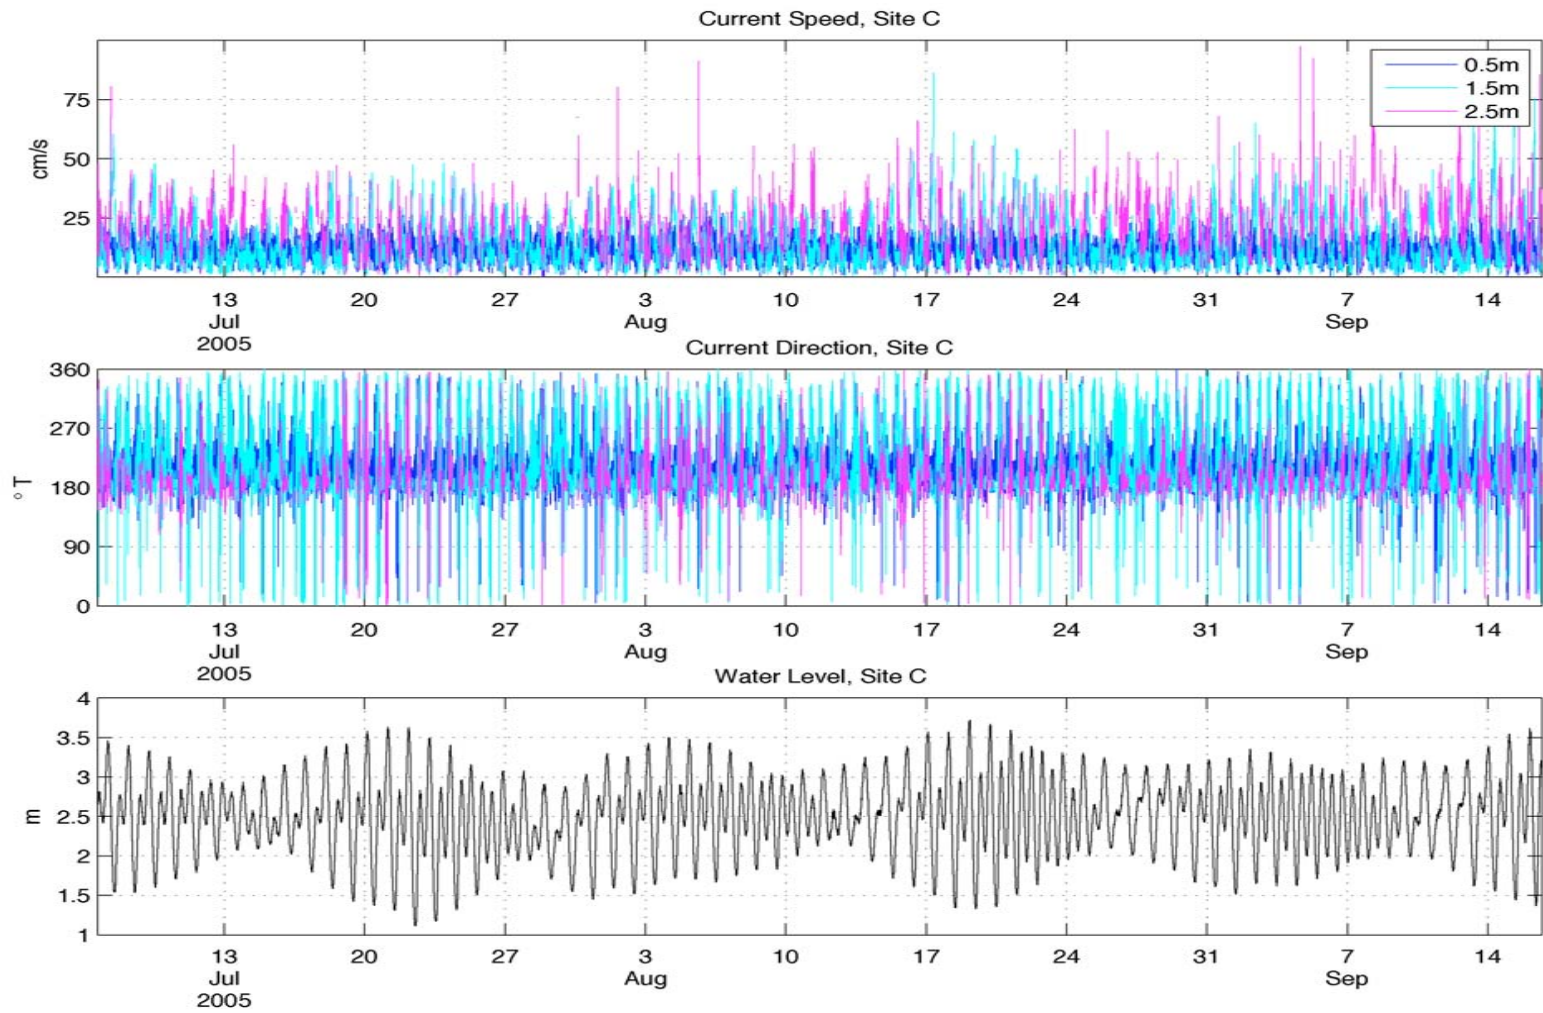 Current Speed, Site C
cm/s
75
50
25
0.5m
1.5m
2.5m
13 20 27 3 10 17 24 31 7 14
Jul Aug Sep
2005
Current Direction, Site C
°T
360
270
180
90
0
13 20 27 3 10 17 24 31 7 14
Jul Aug Sep
2005
Water Level, Site C
m
4
3.5
3
2.5
2
1.5
1
13 20 27 3 10 17 24 31 7 14
Jul Aug Sep
2005